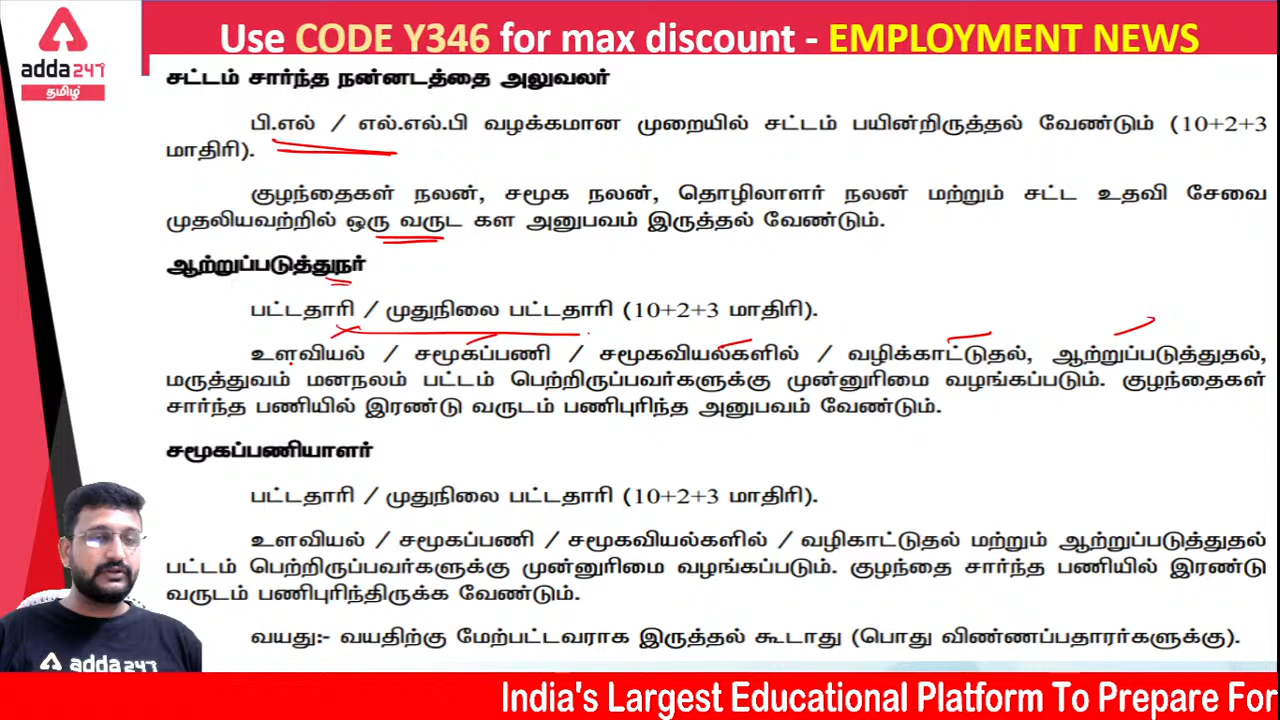 Use CODE Y346 for max discount - EMPLOYMENT NEWS
adda247
தமிழ்
சட்டம் சார்ந்த நன்னடத்தை அலுவலர்
பி.எல் / எல்.எல்.பி வழக்கமான முறையில் சட்டம் பயின்றிருத்தல் வேண்டும் (10+2+3
மாதிரி).
குழந்தைகள் நலன், சமூக நலன், தொழிலாளர் நலன் மற்றும் சட்ட உதவி சேவை
முதலியவற்றில் ஒரு வருட கள அனுபவம் இருத்தல் வேண்டும்.
ஆற்றுப்படுத்துநர்
பட்டதாரி / முதுநிலை பட்டதாரி (10+2+3 மாதிரி).
உளவியல் / சமூகப்பணி / சமூகவியல்களில் / வழிக்காட்டுதல், ஆற்றுப்படுத்துதல்,
மருத்துவம் மனநலம் பட்டம் பெற்றிருப்பவர்களுக்கு முன்னுரிமை வழங்கப்படும். குழந்தைகள்
சார்ந்த பணியில் இரண்டு வருடம் பணிபுரிந்த அனுபவம் வேண்டும்.
சமூகப்பணியாளர்
பட்டதாரி / முதுநிலை பட்டதாரி (10+2+3 மாதிரி).
உளவியல் / சமூகப்பணி / சமூகவியல்களில் / வழிகாட்டுதல் மற்றும் ஆற்றுப்படுத்துதல்
பட்டம் பெற்றிருப்பவர்களுக்கு முன்னுரிமை வழங்கப்படும். குழந்தை சார்ந்த பணியில் இரண்டு
வருடம் பணிபுரிந்திருக்க வேண்டும்.
வயது:- வயதிற்கு மேற்பட்டவராக இருத்தல் கூடாது (பொது விண்ணப்பதாரர்களுக்கு).
adda247
India's Largest Educational Platform To Prepare For